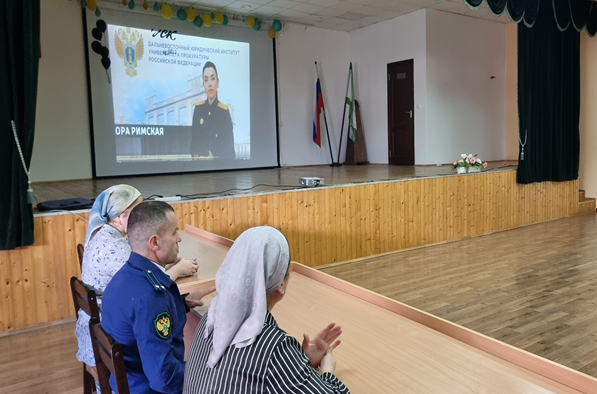 УСК
ДАЛЬНЕВОСТОЧНЫЙ ЮРИДИЧЕСКИЙ ИНСТИТУТ
УНИВЕРСИТЕТА ПРОКУРАТУРЫ
РОССИЙСКОЙ ФЕДЕРАЦИИ
ОРА РИМСКАЯ